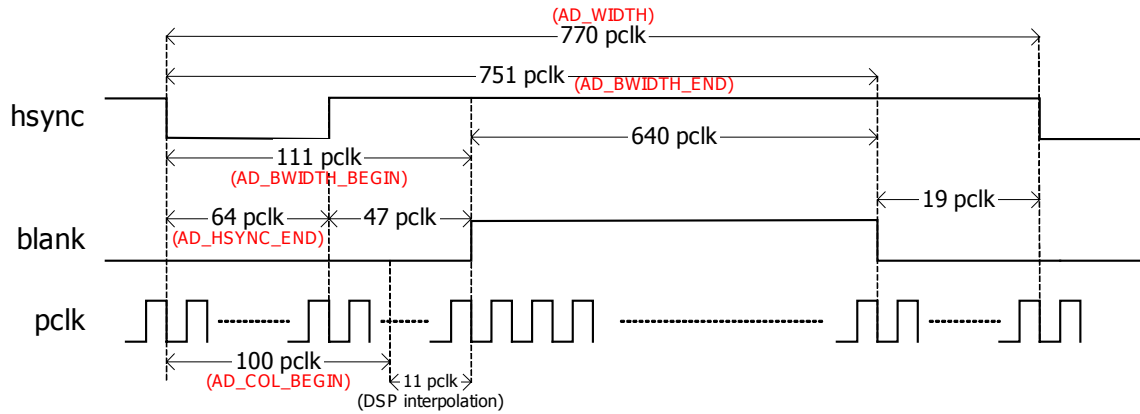 (AD_WIDTH)
770 pclk
751 pclk
(AD_BWIDTH_END)
hsync
640 pclk
111 pclk
(AD_BWIDTH_BEGIN)
19 pclk
64 pclk
47 pclk
(AD_HSYNC_END)
blank
pclk
100 pclk
(AD_COL_BEGIN)
11 pclk
(DSP interpolation)